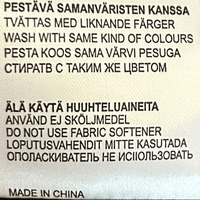 PESTÄVÄ SAMANVÄRISTEN KANSSA
TVÄTTAS MED LIKNANDE FÄRGER
WASH WITH SAME KIND OF COLOURS
PESTA KOOS SAMA VÄRVI PESUGA
СТИРАТВ С ТАКИМ ЖЕ ЦВЕТОМ
ÄLÄ KÄYTÄ HUUHTELUAINEITA
ANVÄND EJ SKÖLJMEDEL
DO NOT USE FABRIC SOFTENER
LOPUTUSVAHENDIT MITTE KASUTADA
ОПОЛАСКИВАТЕЛЬ НЕ ИСІІОЛЬЗОВАТЬ
MADE IN CHINA